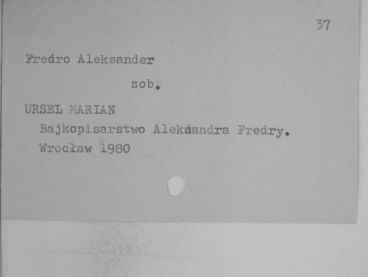 37
Fredro Aleksander
zob.
URSEL MARIAN
Bajkopisarstwo Aleksandra Fredry.
Wrocław 1980